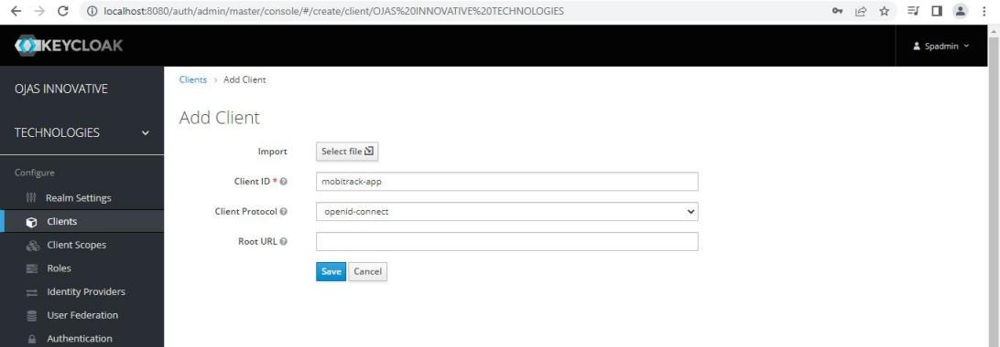 localhost:8080/auth/admin/master/console/#/create/client/OJAS%20INNOVATIVE%20TECHNOLOGIES
KEYCLOAK
Spadmin
OJAS INNOVATIVE
TECHNOLOGIES
Clients > Add Client
Add Client
Import Select file
Client ID * mobitrack-app
Client Protocol openid-connect
Root URL
Save Cancel
Configure
Realm Settings
Clients
Client Scopes
Roles
Identity Providers
User Federation
Authentication